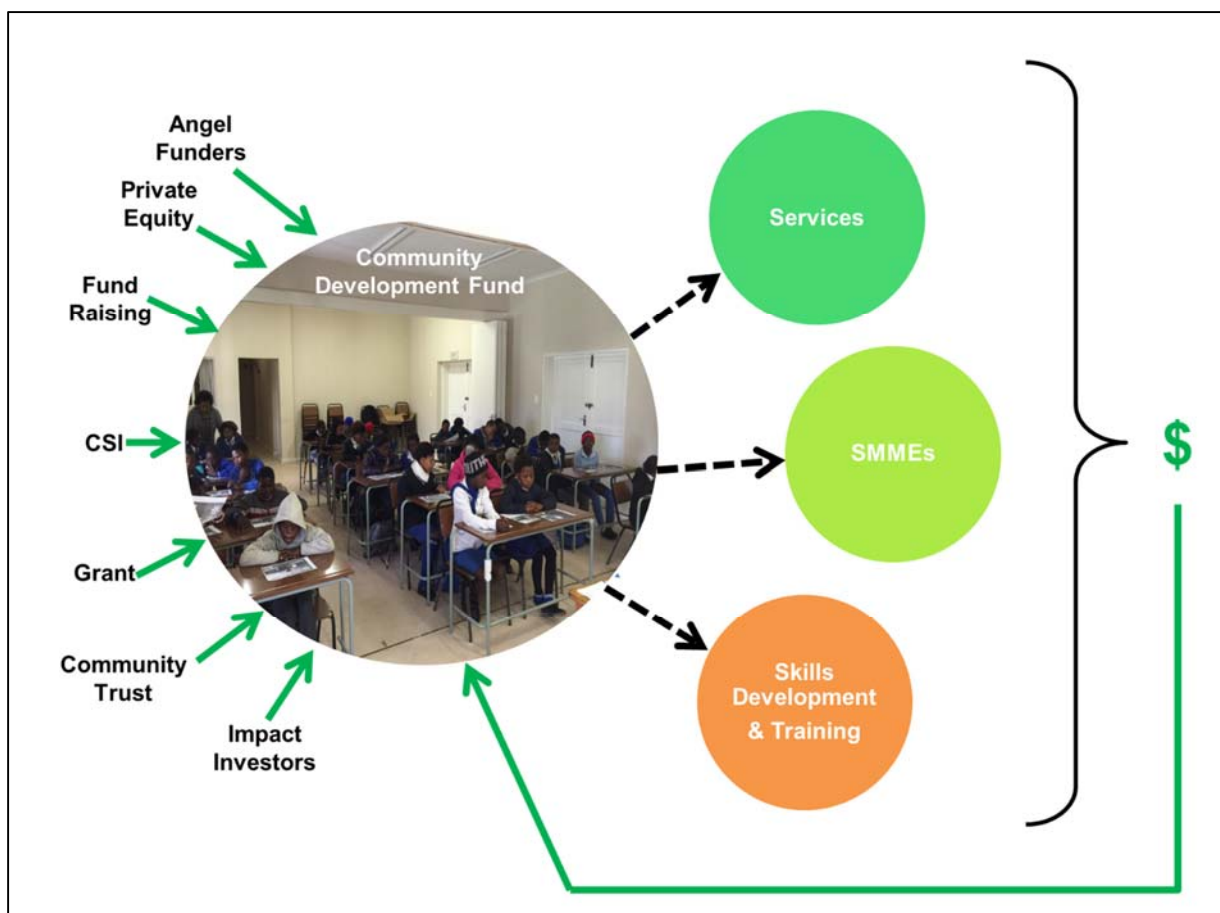 Angel
Funders
Private
Equity
Fund
Raising
CSI
Grant
Community
Trust
Impact
Investors
Community
Development Fund
Services
SMMEs
Skills
Development
& Training
$